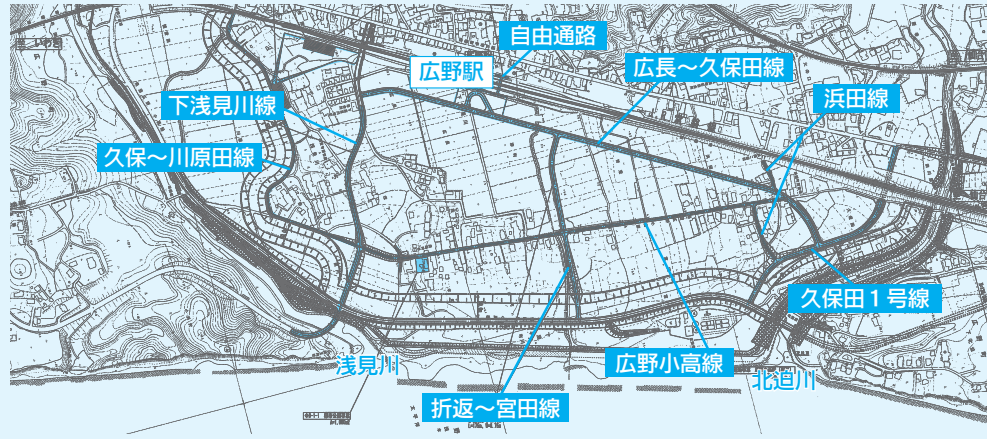 自由通路
広野駅
広長～久保田線
浜田線
下浅見川線
久保～川原田線
久保田１号線
広野小高線
浅見川
北迫川
折返～宮田線